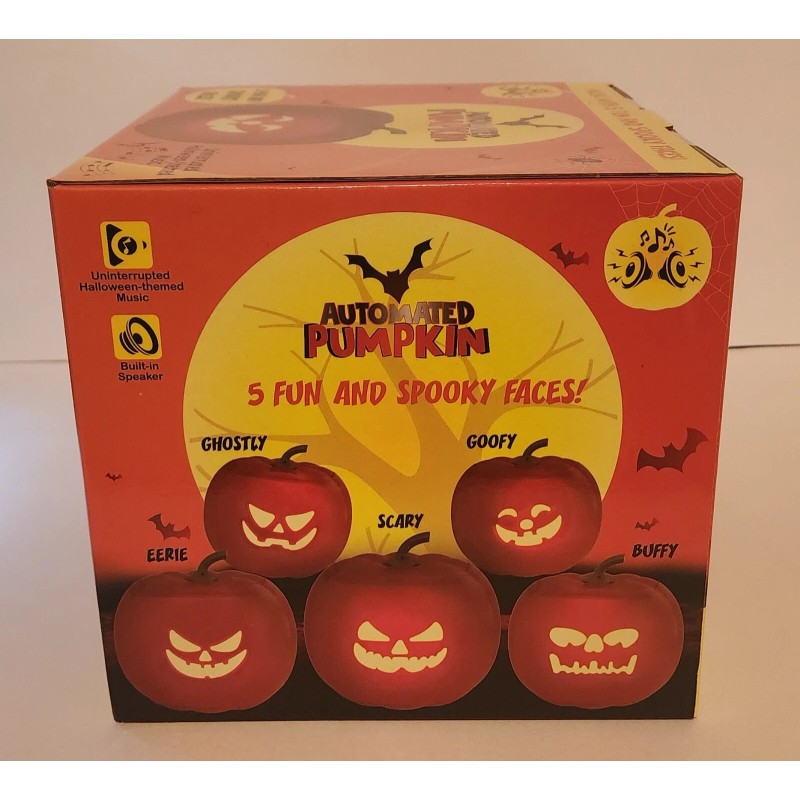 Uninterrupted
Halloween-themed
Music
Built-in
Speaker
AUTOMATED
PUMPKIN
5 FUN AND SPOOKY FACES!
GHOSTLY
GOOFY
SCARY
EERIE
BUFFY